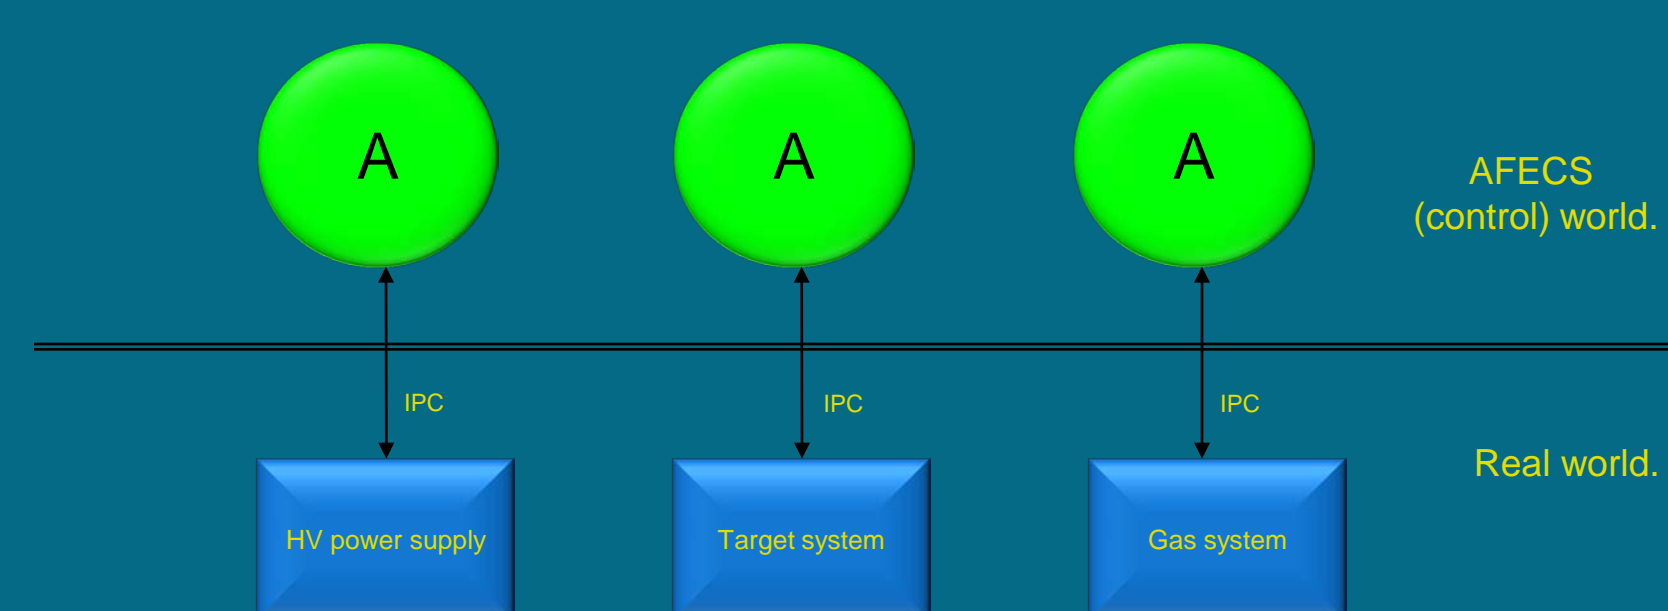 A
A
A
AFECS
(control) world.
IPC
IPC
IPC
Real world.
HV power supply
Target system
Gas system